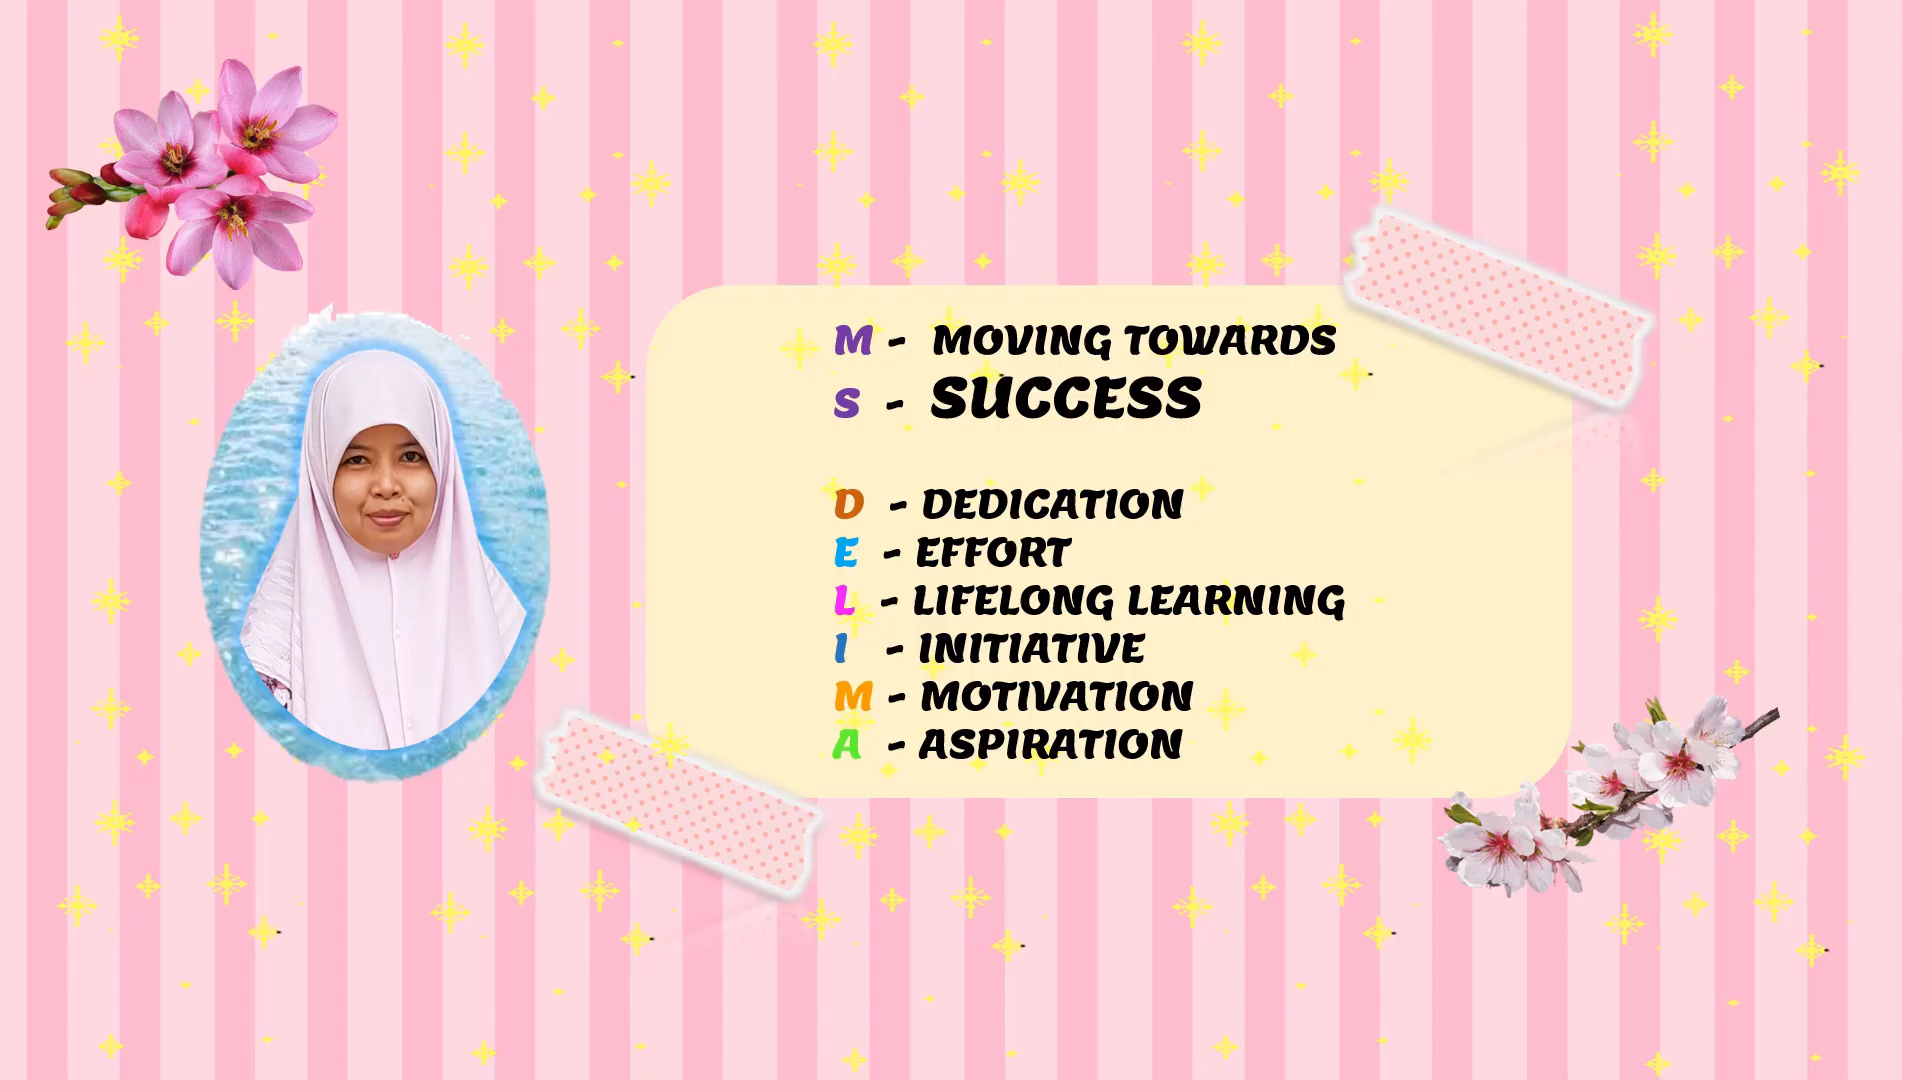 M - MOVING TOWARDS
S - SUCCESS
D - DEDICATION
E - EFFORT
L - LIFELONG LEARNING
I - INITIATIVE
M - MOTIVATION
A - ASPIRATION